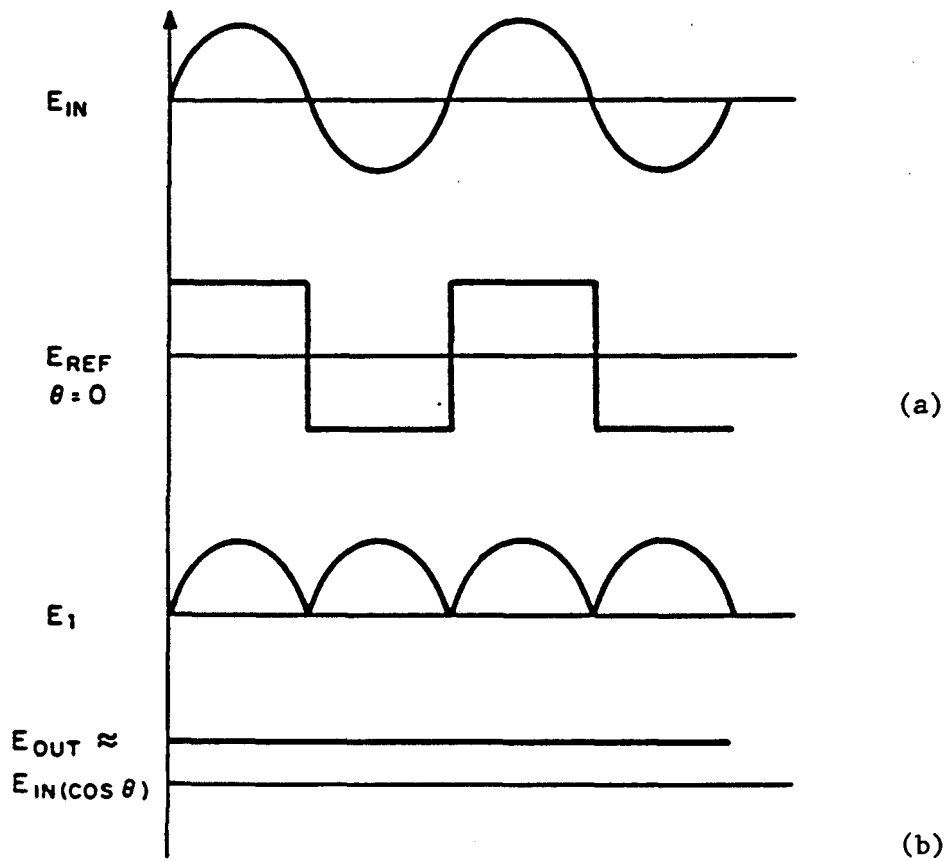 E_IN
E_REF
θ = 0
(a)
E_1
E_OUT ≈
E_IN(COS θ)
(b)